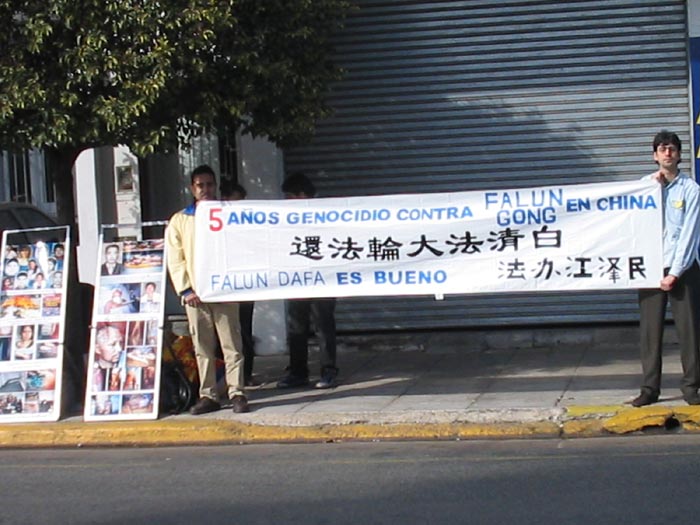 5 AÑOS GENOCIDIO CONTRA FALUN GONG EN CHINA
還法輪大法清白
FALUN DAFA ES BUENO
法办江泽民